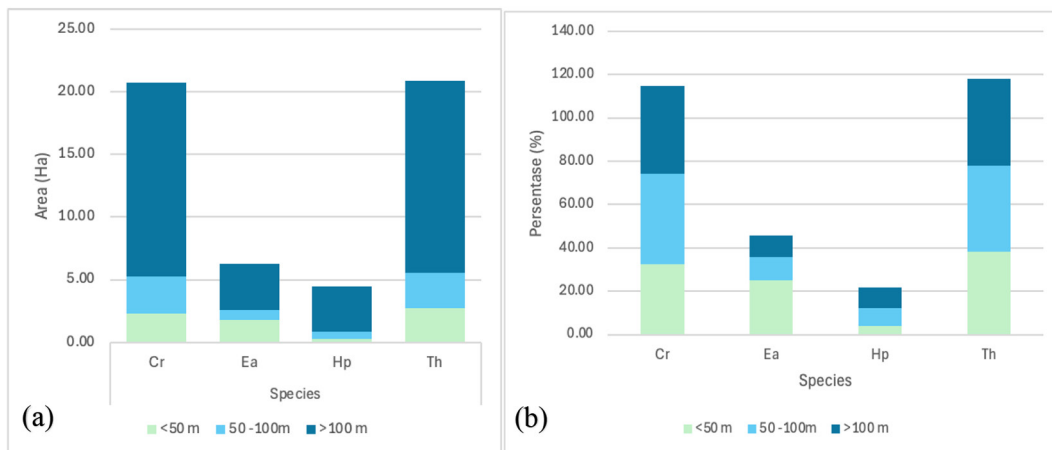 25.00
20.00
15.00
10.00
5.00
0.00
Area (Ha)
Cr Ea Hp Th
Species
<50 m 50 -100m >100 m
(a)
140.00
120.00
100.00
80.00
60.00
40.00
20.00
0.00
Persentase (%)
Cr Ea Hp Th
Species
<50 m 50 -100m >100 m
(b)